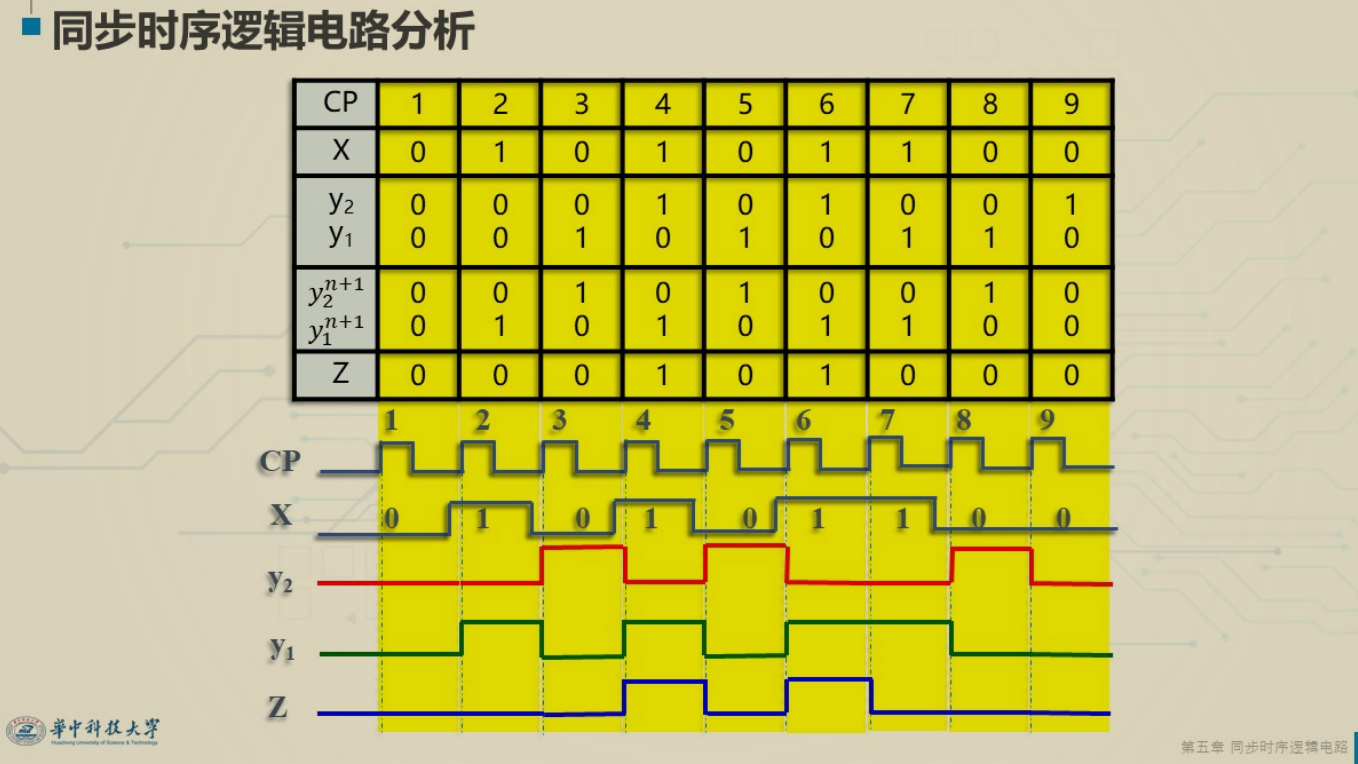 同步时序逻辑电路分析
CP 1 2 3 4 5 6 7 8 9
X 0 1 0 1 0 1 1 0 0
y₂ 0 0 0 1 0 1 0 0 1
y₁ 0 0 1 0 1 0 1 1 0
y₂ⁿ⁺¹ 0 0 1 0 1 0 0 1 0
y₁ⁿ⁺¹ 0 1 0 1 0 1 1 0 0
Z 0 0 0 1 0 1 0 0 0
1 2 3 4 5 6 7 8 9
CP
X 0 1 0 1 0 1 1 0 0
y₂
y₁
Z
華中科技大学
Huazhong University of Science & Technology
第五章 同步时序逻辑电路